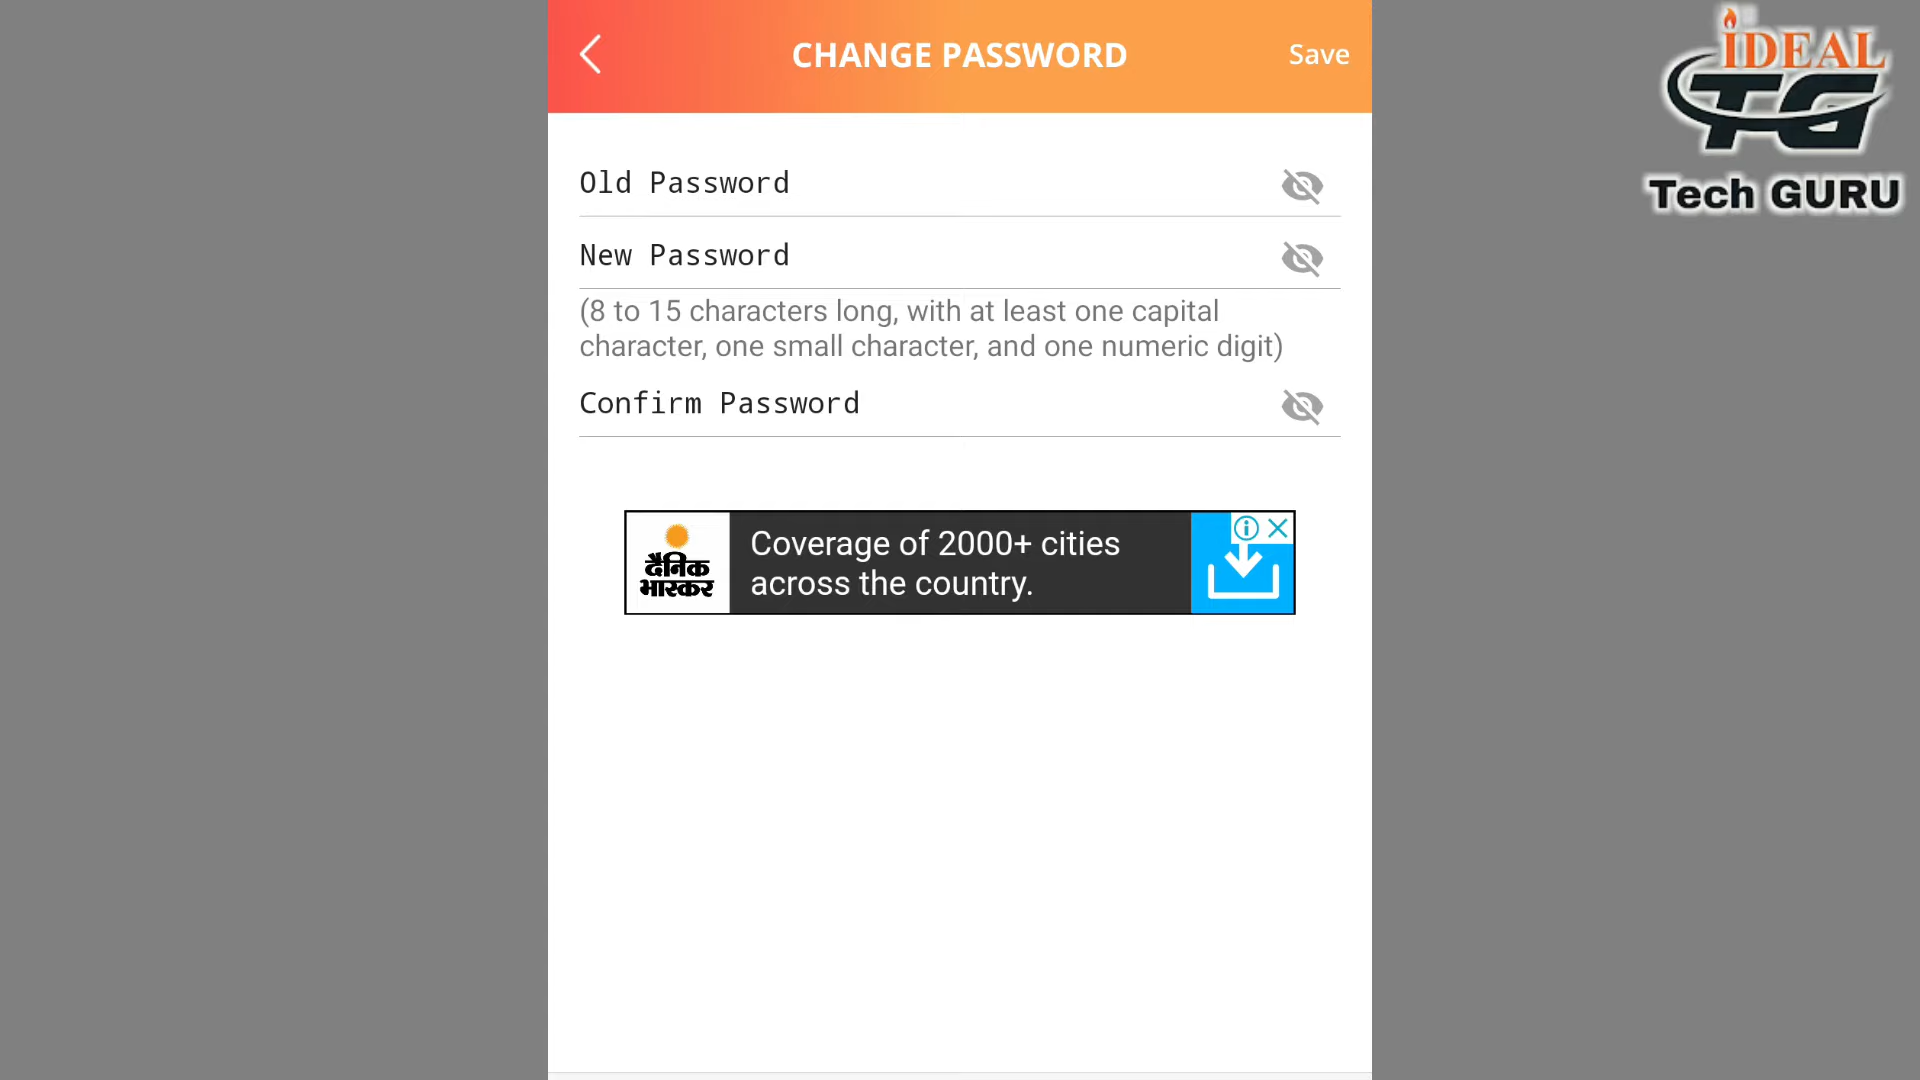 CHANGE PASSWORD
Save
Old Password
New Password
(8 to 15 characters long, with at least one capital
character, one small character, and one numeric digit)
Confirm Password
दैनिक
भास्कर
Coverage of 2000+ cities
across the country.
iDEAL
TG
Tech GURU